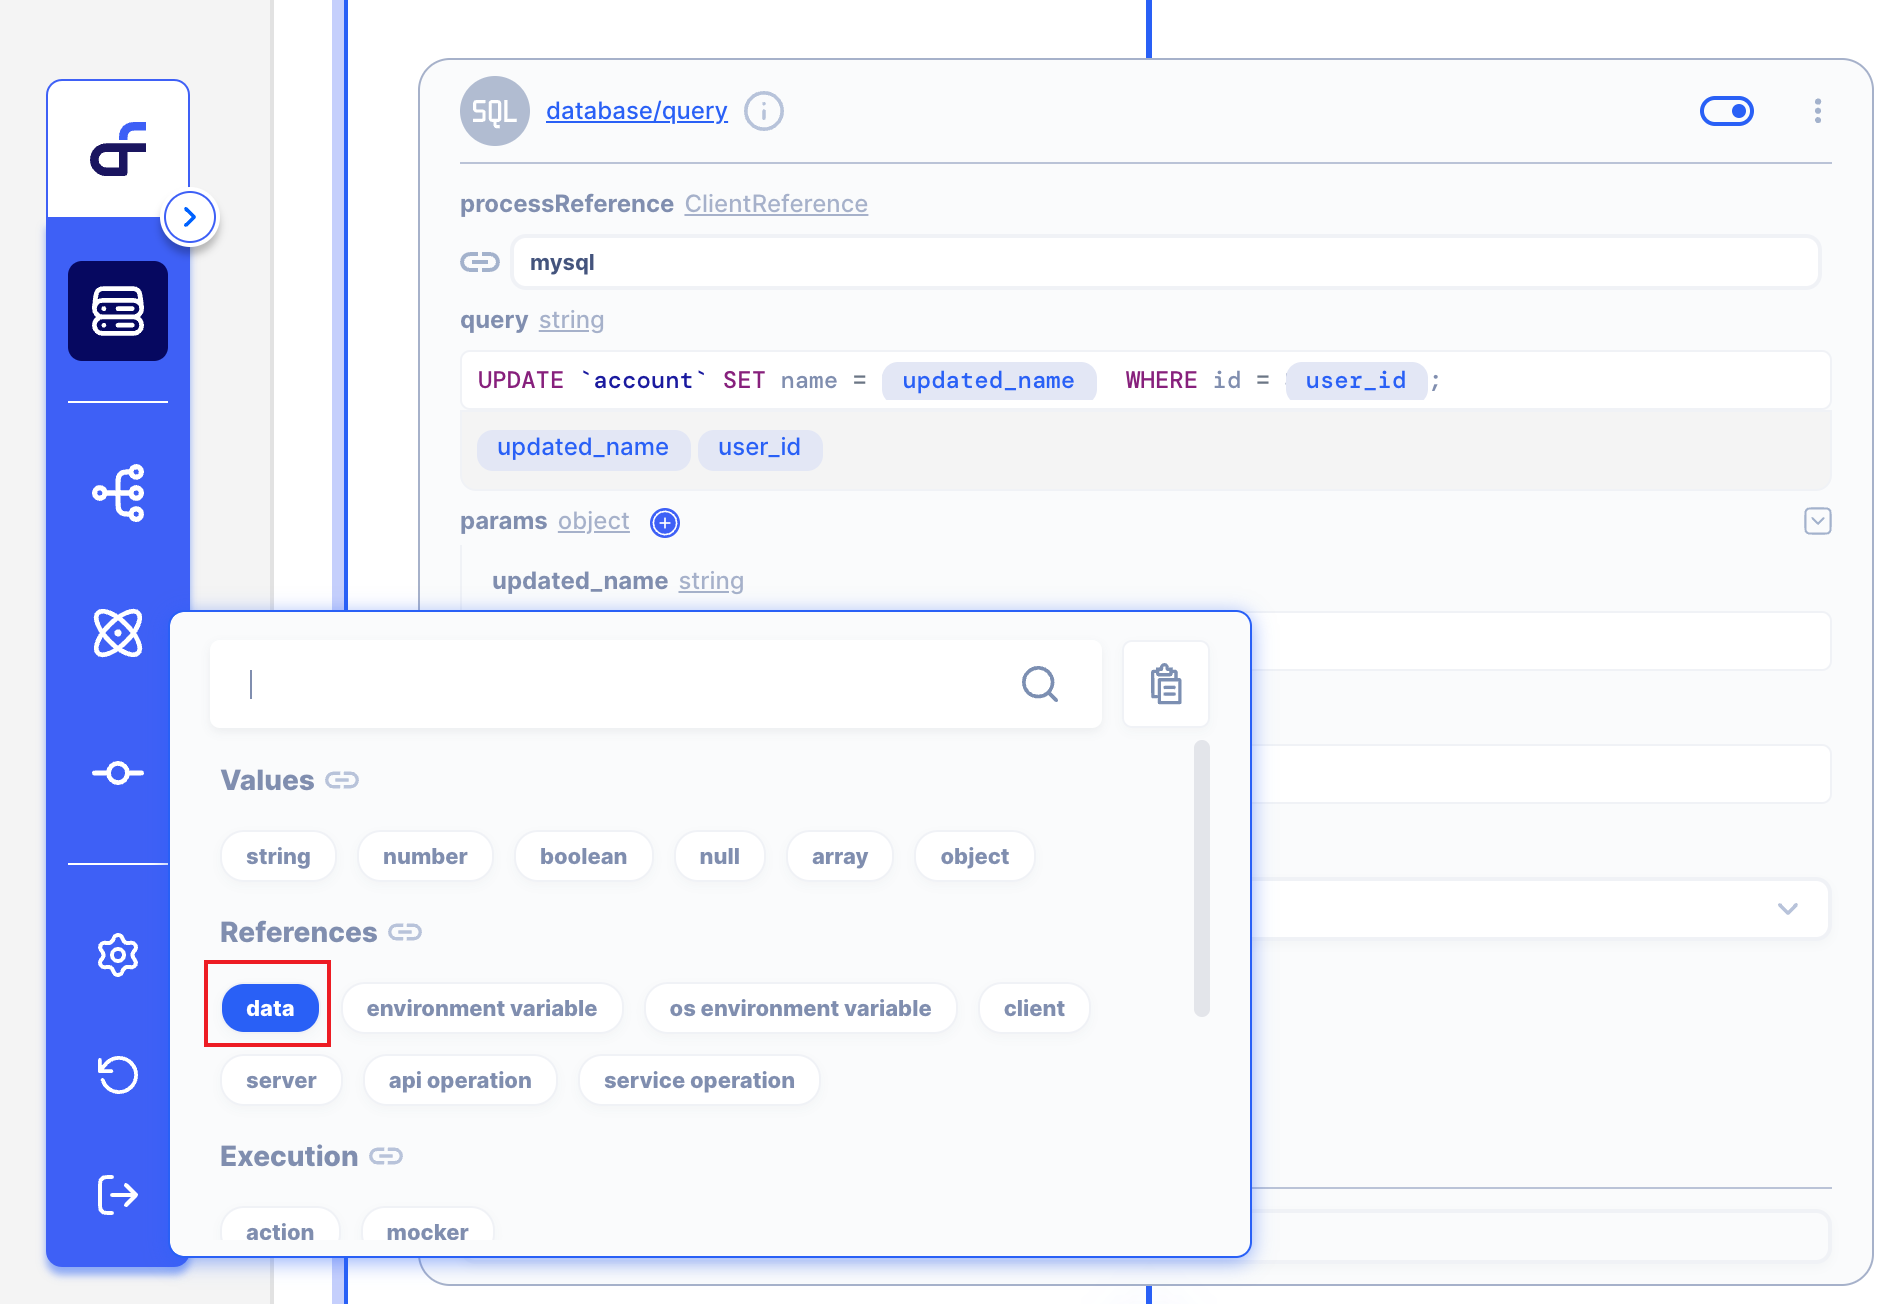 SQL database/query
processReference ClientReference
mysql
query string
UPDATE `account` SET name = updated_name WHERE id = user_id ;
updated_name user_id
params object
updated_name string
Values
string number boolean null array object
References
data environment variable os environment variable client
server api operation service operation
Execution
action mocker